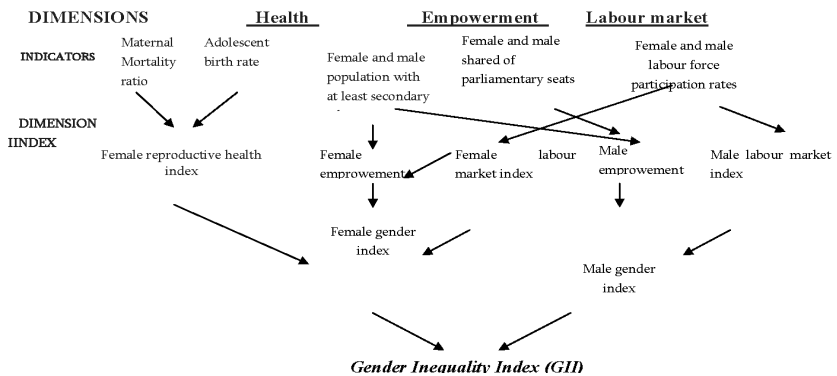 DIMENSIONS Health Empowerment Labour market
INDICATORS
Maternal
Mortality
ratio
Adolescent
birth rate
Female and male
population with
at least secondary
Female and male
shared of
parliamentary seats
Female and male
labour force
participation rates
DIMENSION
IINDEX
Female reproductive health
index
Female
emprowement
Female labour
market index
Male
emprowement
Male labour market
index
Female gender
index
Male gender
index
Gender Inequality Index (GII)